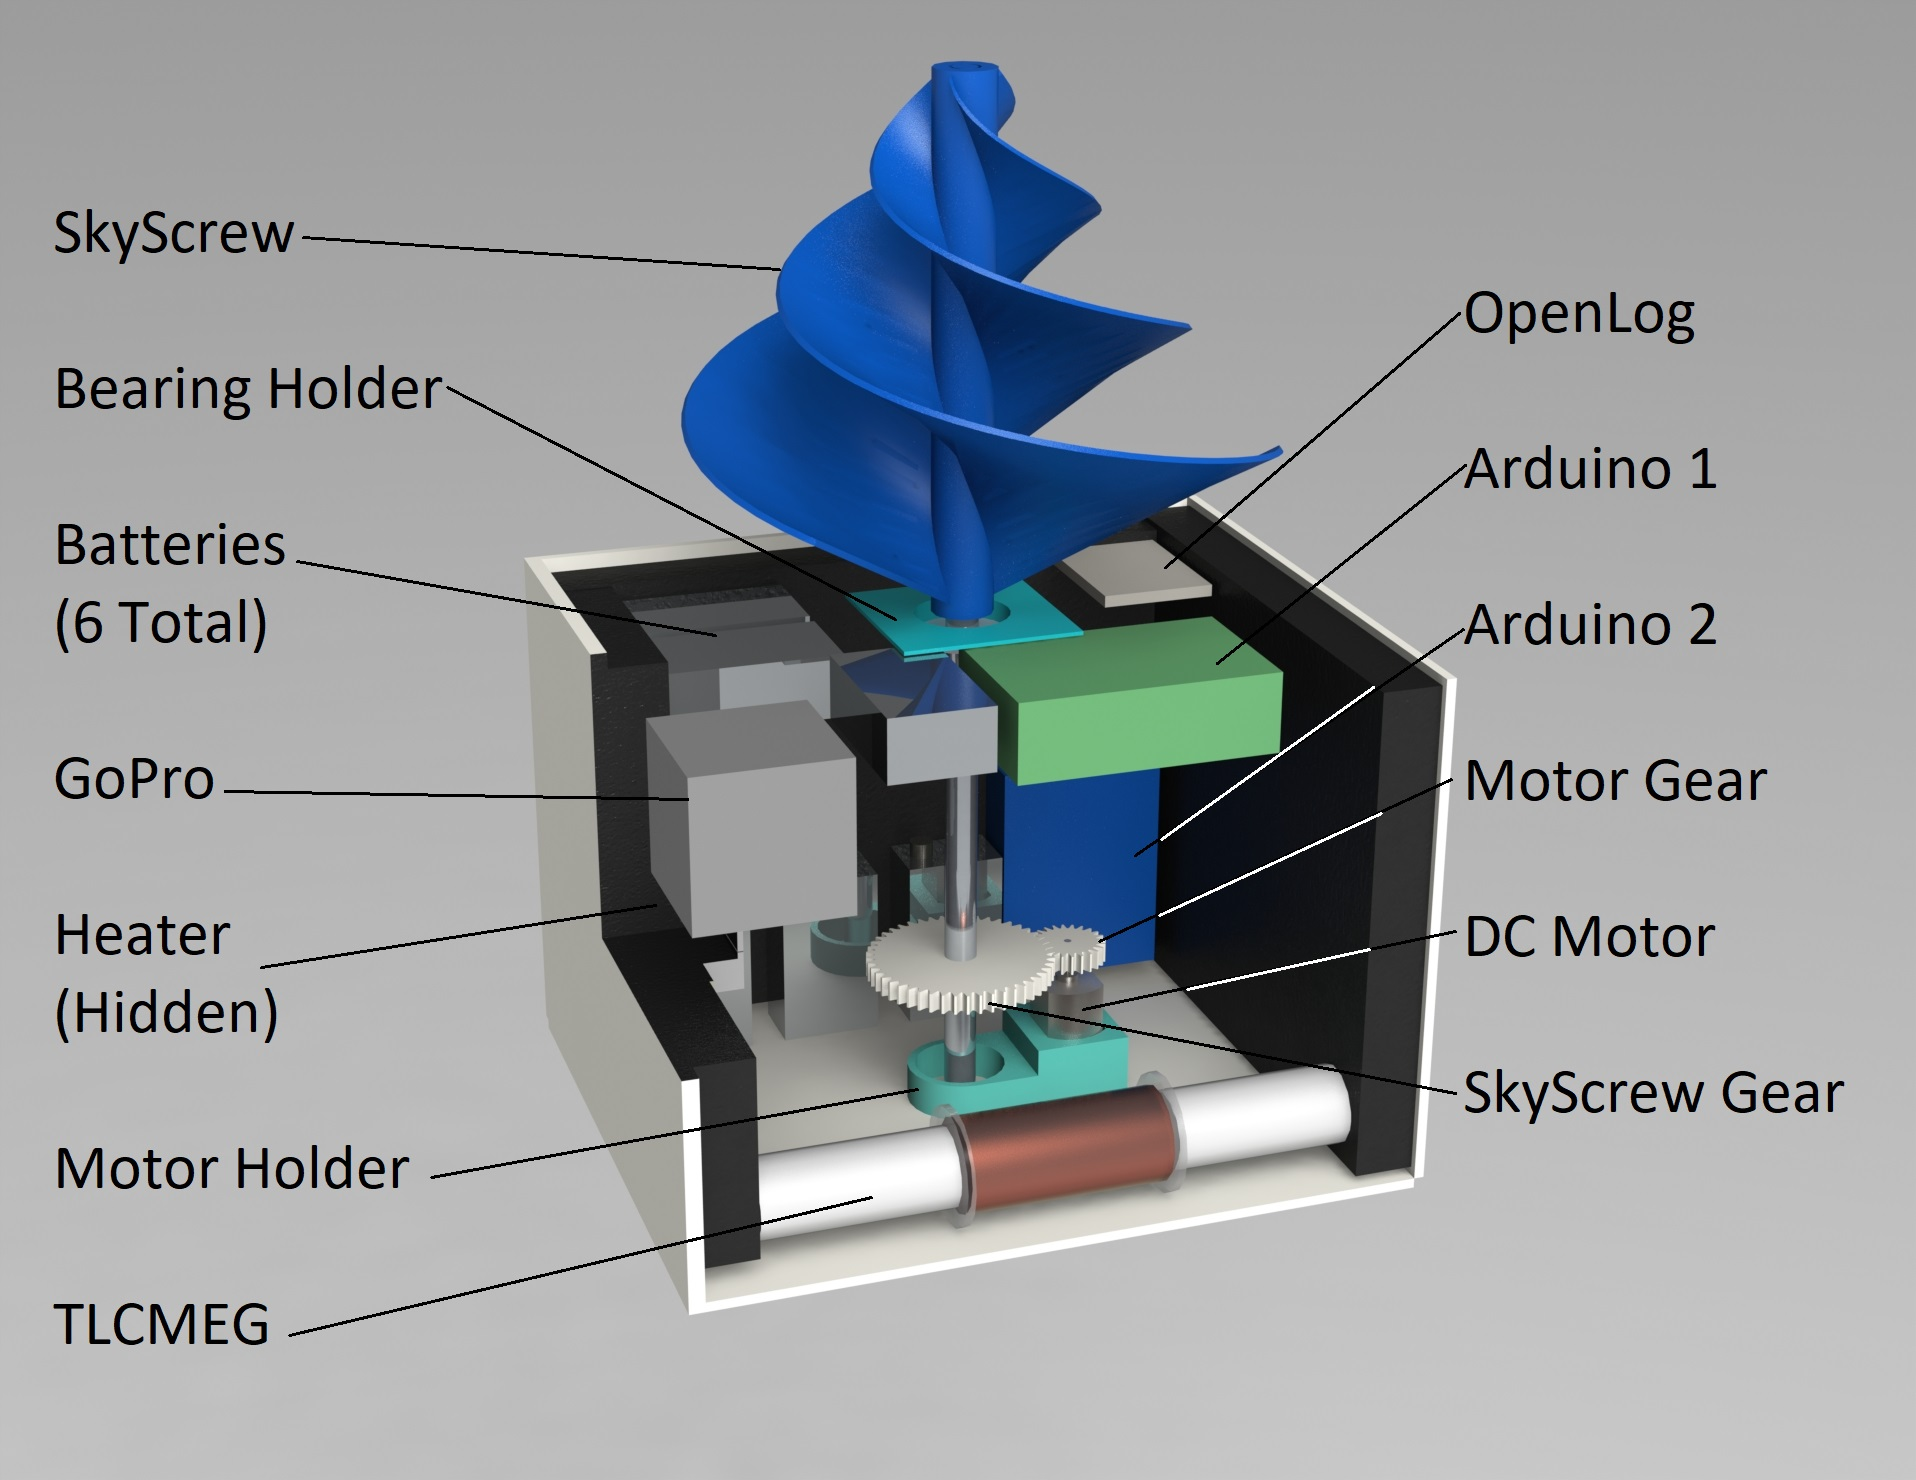 SkyScrew
Bearing Holder
Batteries
(6 Total)
GoPro
Heater
(Hidden)
Motor Holder
TLCMEG
OpenLog
Arduino 1
Arduino 2
Motor Gear
DC Motor
SkyScrew Gear